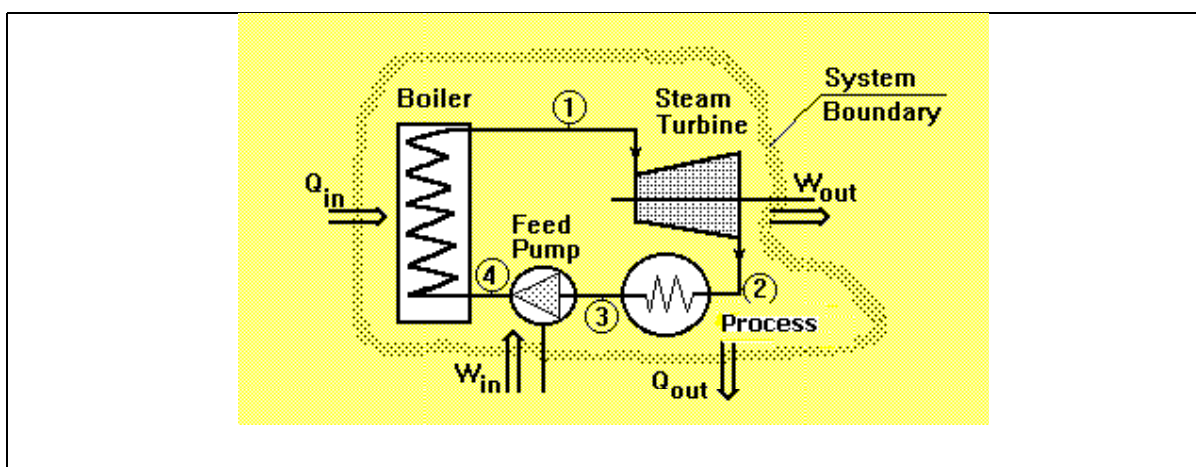 System
Boundary
Boiler
1
Steam
Turbine
Q in
W out
Feed
Pump
4
3
2
Process
W in
Q out